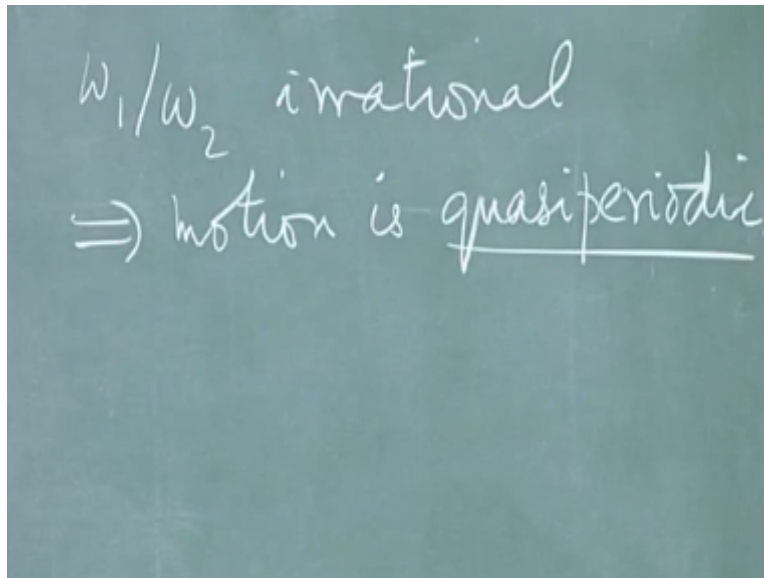 ω₁/ω₂ irrational
⇒ motion is quasiperiodic